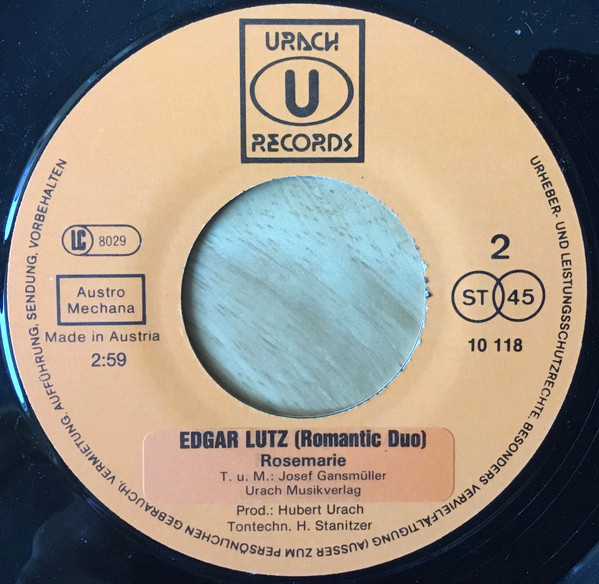 URACH
U
RECORDS
LC 8029
Austro
Mechana
Made in Austria
2:59
2
ST 45
10 118
EDGAR LUTZ (Romantic Duo)
Rosemarie
T. u. M.: Josef Gansmüller
Urach Musikverlag
Prod.: Hubert Urach
Tontechn. H. Stanitzer
URHEBER- UND LEISTUNGSSCHUTZRECHTE, BESONDERS VERVIELFÄLTIGUNG (AUSSER ZUM PERSÖNLICHEN GEBRAUCH), VERMIETUNG, AUFFÜHRUNG, SENDUNG, VORBEHALTEN